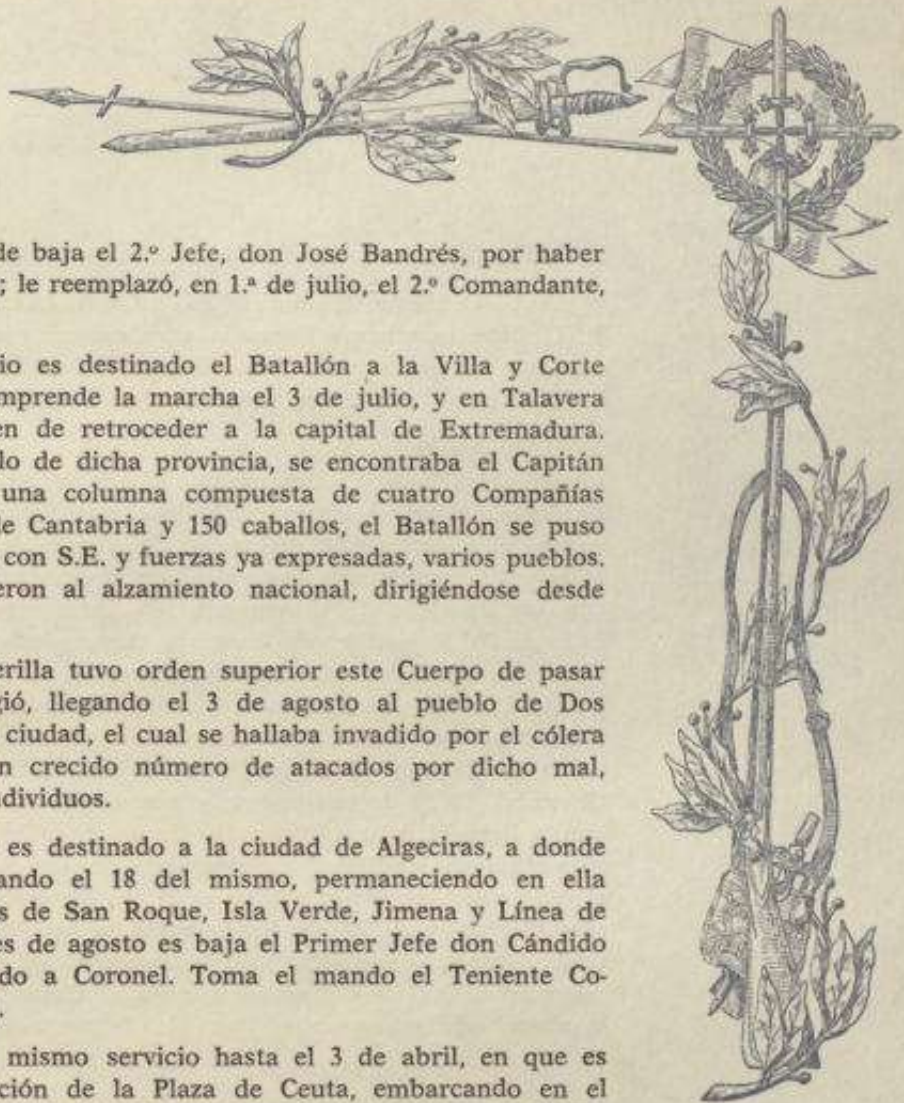 de baja el 2.º Jefe, don José Bandrés, por haber
; le reemplazó, en 1.ª de julio, el 2.º Comandante,
io es destinado el Batallón a la Villa y Corte
mprende la marcha el 3 de julio, y en Talavera
en de retroceder a la capital de Extremadura.
lo de dicha provincia, se encontraba el Capitán
una columna compuesta de cuatro Compañías
de Cantabria y 150 caballos, el Batallón se puso
con S.E. y fuerzas ya expresadas, varios pueblos.
eron al alzamiento nacional, dirigiéndose desde
erilla tuvo orden superior este Cuerpo de pasar
gió, llegando el 3 de agosto al pueblo de Dos
ciudad, el cual se hallaba invadido por el cólera
n crecido número de atacados por dicho mal,
dividuos.
es destinado a la ciudad de Algeciras, a donde
ando el 18 del mismo, permaneciendo en ella
s de San Roque, Isla Verde, Jimena y Línea de
es de agosto es baja el Primer Jefe don Cándido
do a Coronel. Toma el mando el Teniente Co-
.
mismo servicio hasta el 3 de abril, en que es
ción de la Plaza de Ceuta, embarcando en el